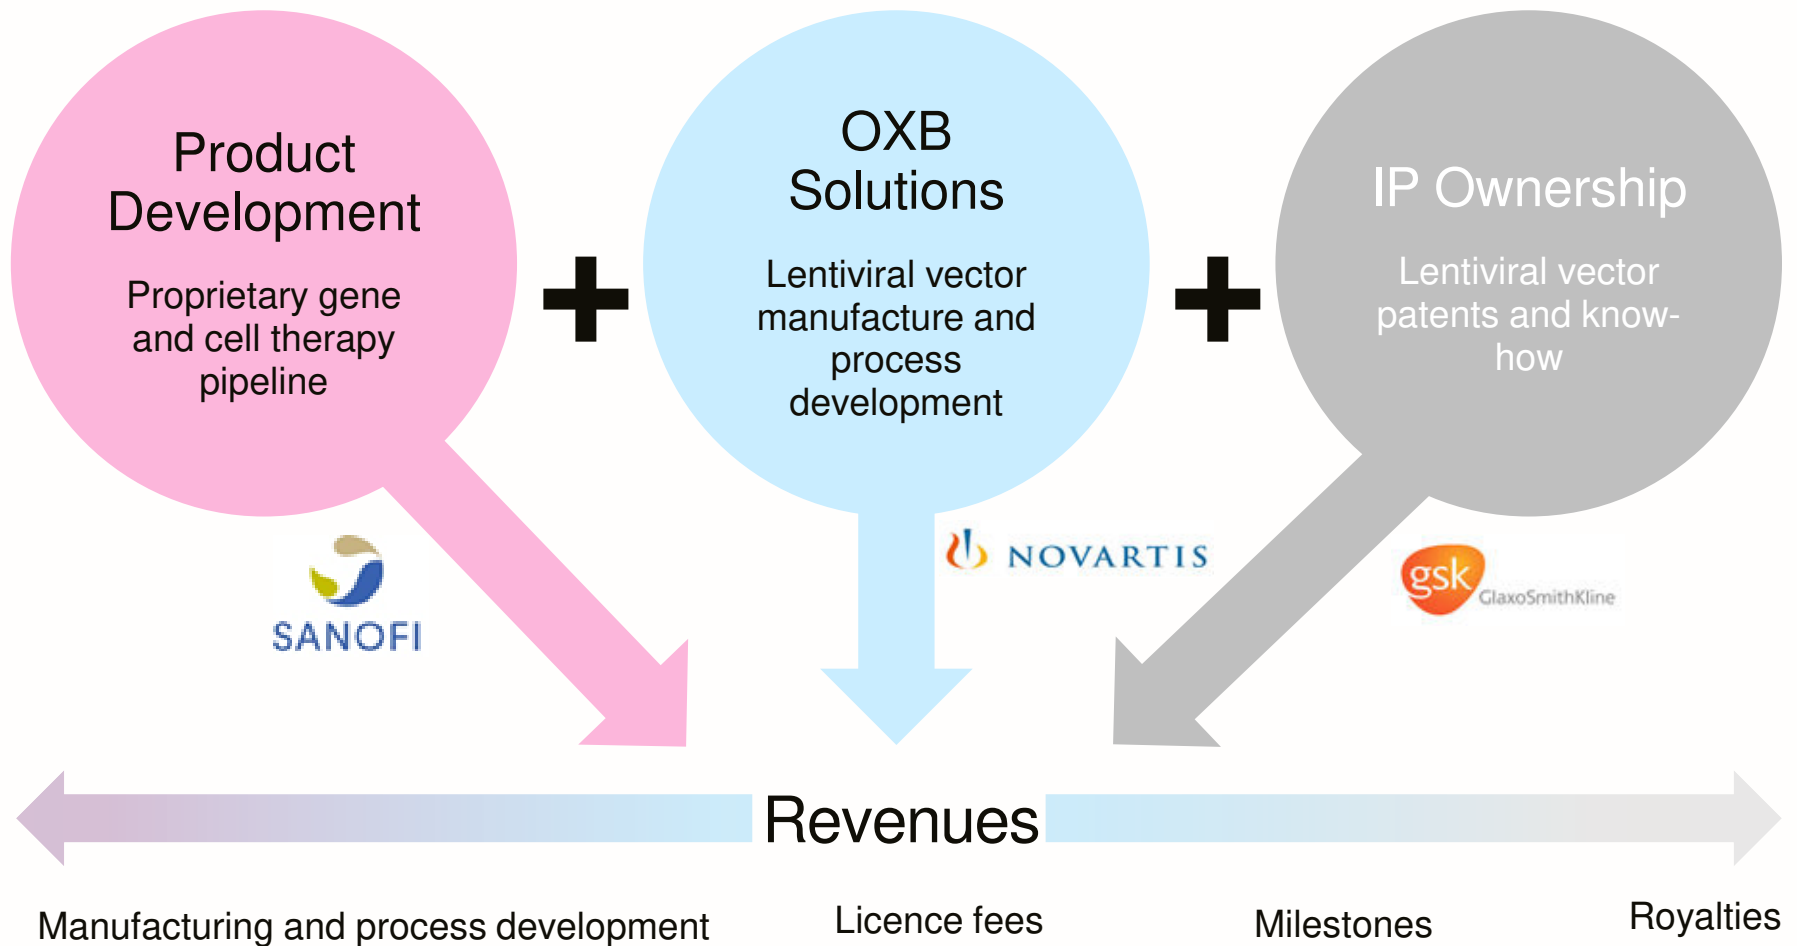 Product
Development
Proprietary gene
and cell therapy
pipeline
OXB
Solutions
Lentiviral vector
manufacture and
process
development
IP Ownership
Lentiviral vector
patents and know-
how
SANOFI
NOVARTIS
gsk
GlaxoSmithKline
Revenues
Manufacturing and process development
Licence fees
Milestones
Royalties